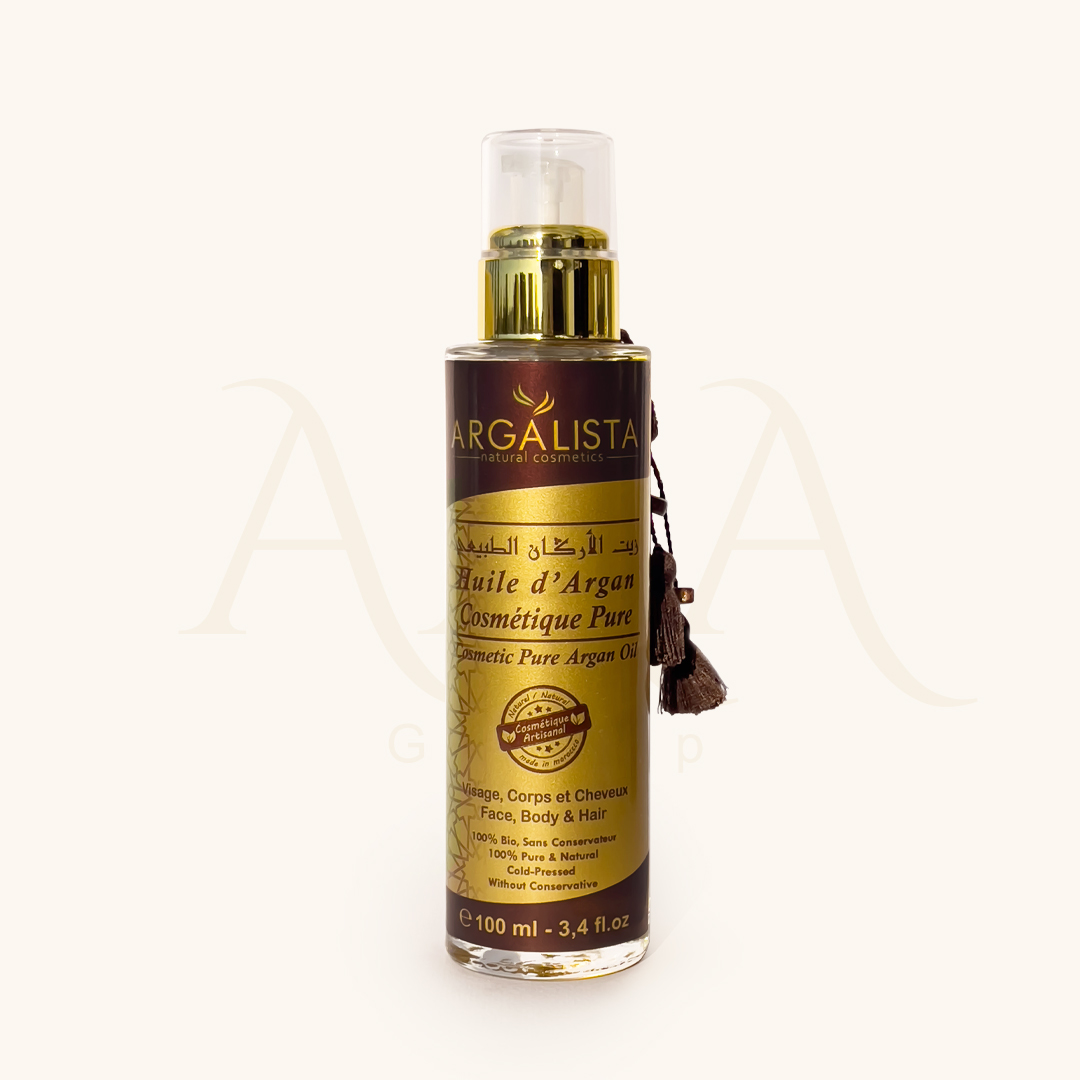 ARGALISTA
natural cosmetics
زيت الأركان الطبيعي
Huile d'Argan
Cosmétique Pure
Cosmetic Pure Argan Oil
Natural / Naturel
Cosmétique
Artisanal
made in morocco
Visage, Corps et Cheveux
Face, Body & Hair
100% Bio, Sans Conservateur
100% Pure & Natural
Cold-Pressed
Without Conservative
℮ 100 ml - 3,4 fl.oz